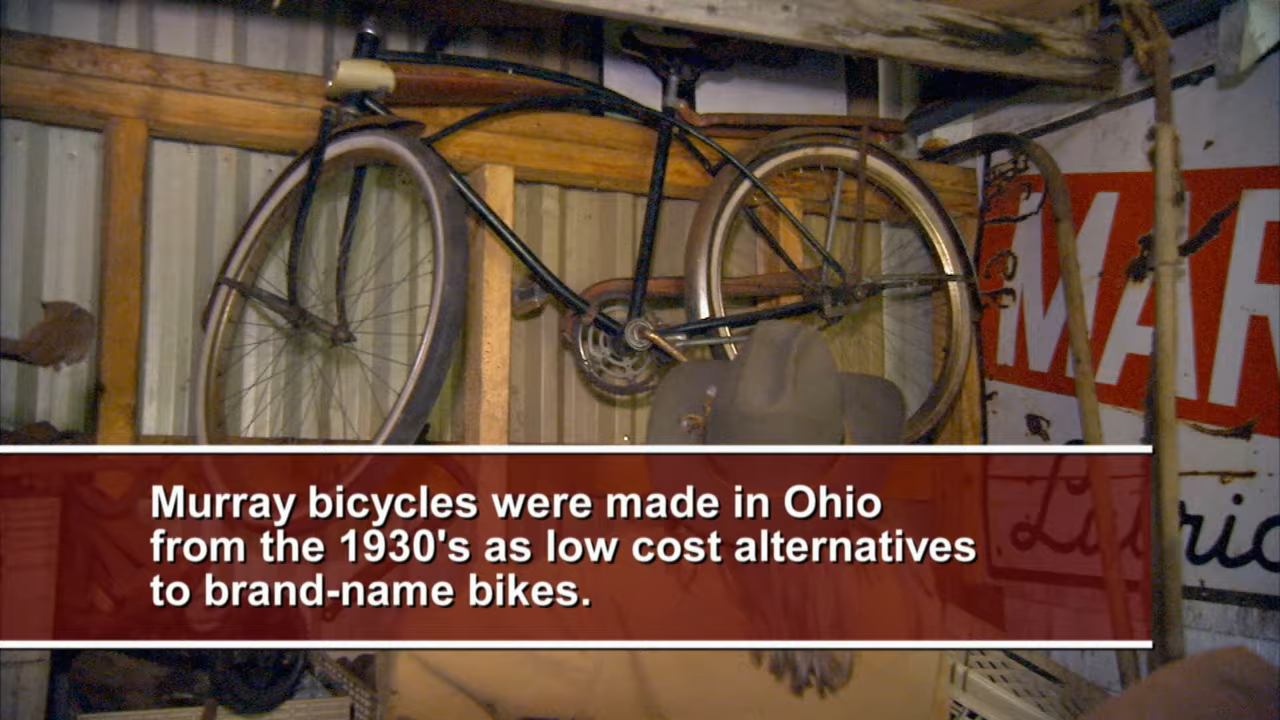 MAR
Murray bicycles were made in Ohio
from the 1930's as low cost alternatives
to brand-name bikes.